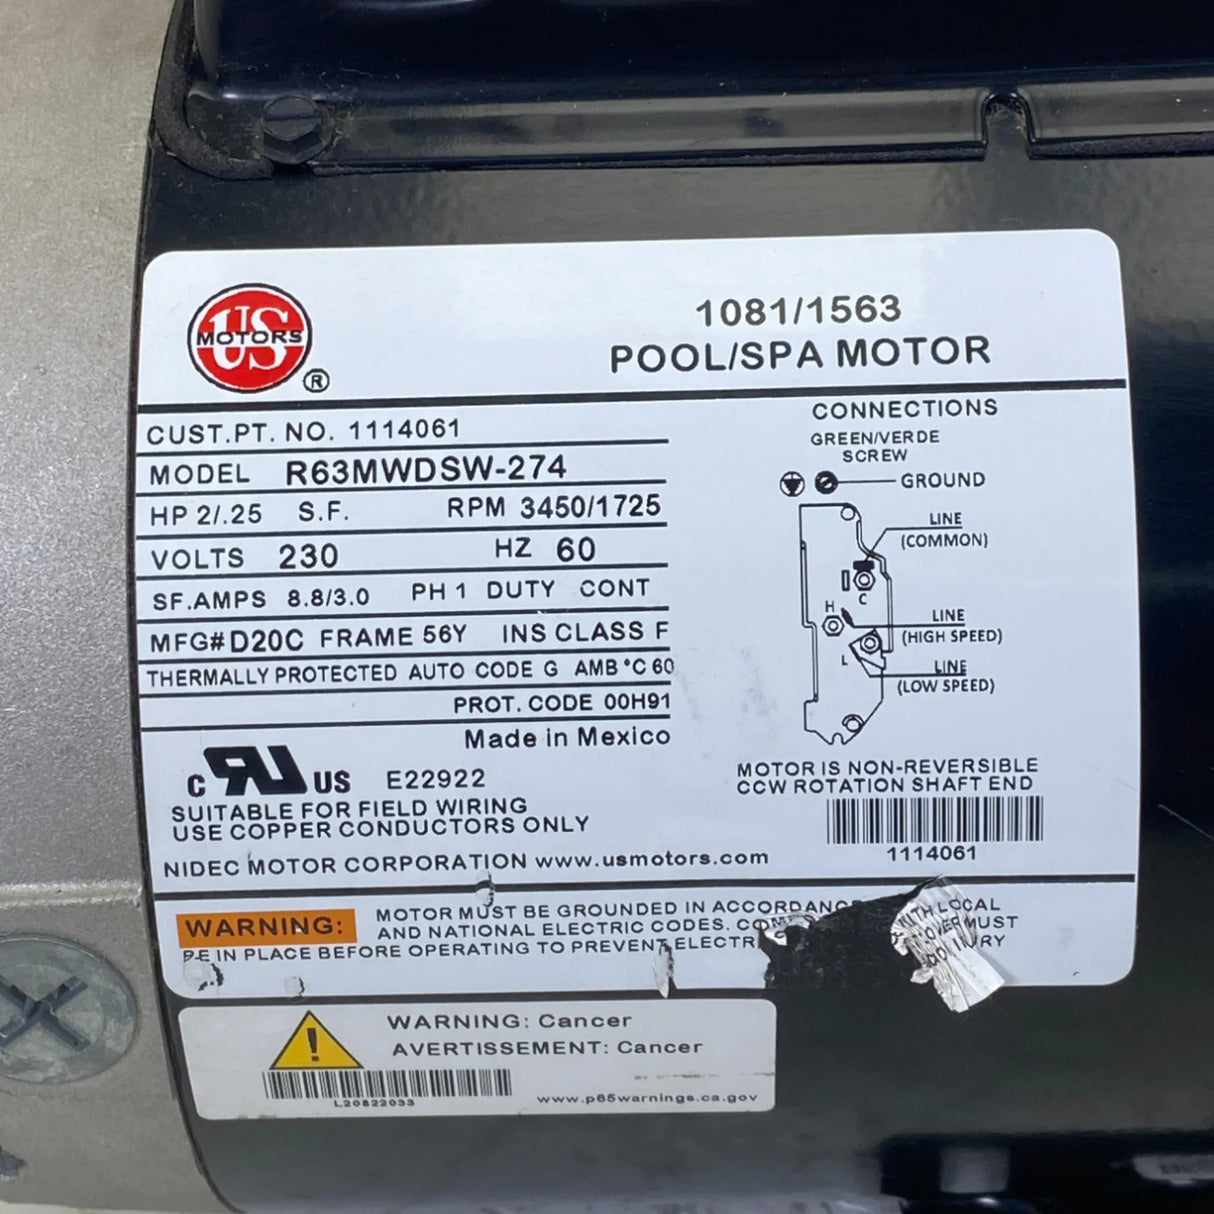 US
MOTORS
®
1081/1563
POOL/SPA MOTOR
CUST.PT. NO. 1114061
MODEL R63MWDSW-274
HP 2/.25 S.F. RPM 3450/1725
VOLTS 230 HZ 60
SF.AMPS 8.8/3.0 PH 1 DUTY CONT
MFG# D20C FRAME 56Y INS CLASS F
THERMALLY PROTECTED AUTO CODE G AMB °C 60
PROT. CODE 00H91
Made in Mexico
CONNECTIONS
GREEN/VERDE
SCREW
GROUND
LINE
(COMMON)
C
H
LINE
(HIGH SPEED)
L
LINE
(LOW SPEED)
MOTOR IS NON-REVERSIBLE
CCW ROTATION SHAFT END
1114061
C RU US E22922
SUITABLE FOR FIELD WIRING
USE COPPER CONDUCTORS ONLY
NIDEC MOTOR CORPORATION www.usmotors.com
WARNING: MOTOR MUST BE GROUNDED IN WITH LOCAL
AND NATIONAL ELECTRIC CODES. MUST
BE IN PLACE BEFORE OPERATING TO PREVENT
WARNING: Cancer
AVERTISSEMENT: Cancer
L20822033
www.p65warnings.ca.gov